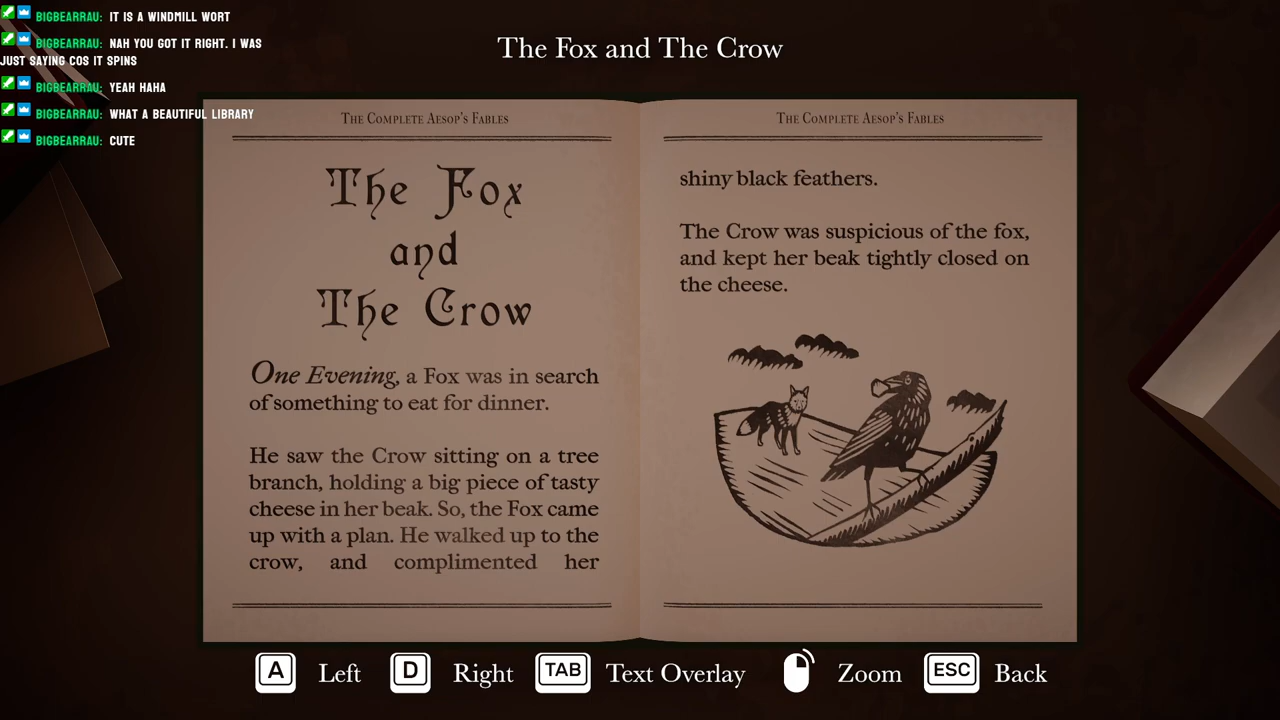 BIGBEARRAU: IT IS A WINDMILL WORT
BIGBEARRAU: NAH YOU GOT IT RIGHT. I WAS
JUST SAYING COS IT SPINS
BIGBEARRAU: YEAH HAHA
BIGBEARRAU: WHAT A BEAUTIFUL LIBRARY
BIGBEARRAU: CUTE
The Fox and The Crow
The Complete Aesop's Fables
The Fox
and
The Crow
One Evening, a Fox was in search
of something to eat for dinner.
He saw the Crow sitting on a tree
branch, holding a big piece of tasty
cheese in her beak. So, the Fox came
up with a plan. He walked up to the
crow, and complimented her
The Complete Aesop's Fables
shiny black feathers.
The Crow was suspicious of the fox,
and kept her beak tightly closed on
the cheese.
A Left D Right TAB Text Overlay Zoom ESC Back